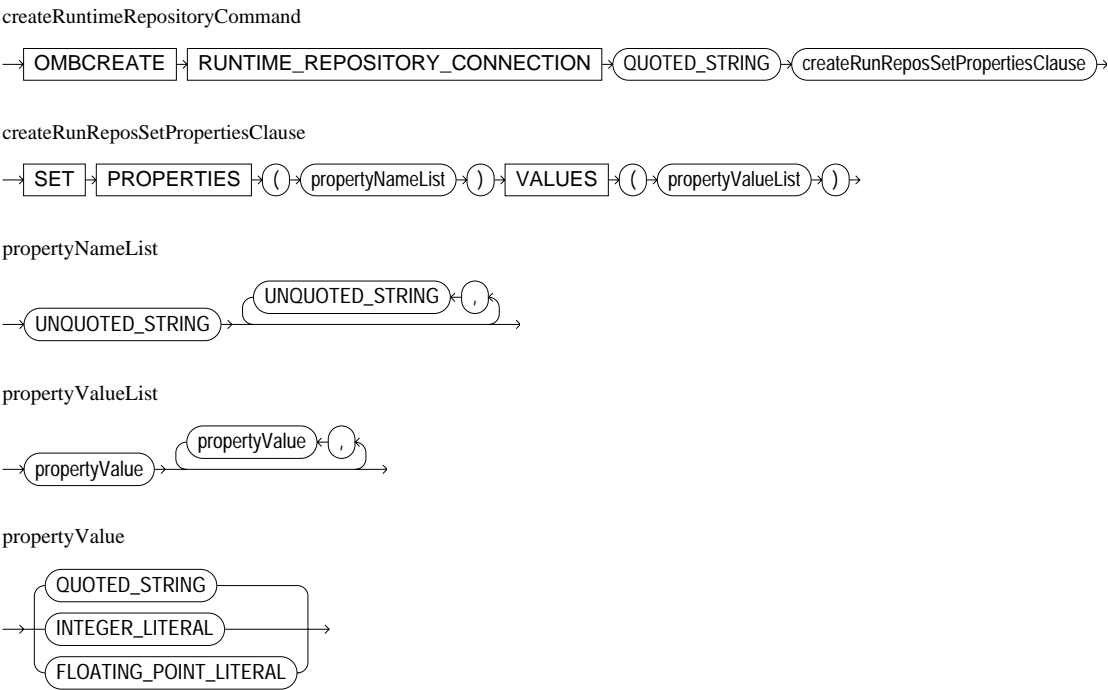 createRuntimeRepositoryCommand
OMBCREATE RUNTIME_REPOSITORY_CONNECTION QUOTED_STRING createRunReposSetPropertiesClause
createRunReposSetPropertiesClause
SET PROPERTIES ( propertyNameList ) VALUES ( propertyValueList )
propertyNameList
UNQUOTED_STRING ,
UNQUOTED_STRING
propertyValueList
propertyValue ,
propertyValue
propertyValue
QUOTED_STRING
INTEGER_LITERAL
FLOATING_POINT_LITERAL